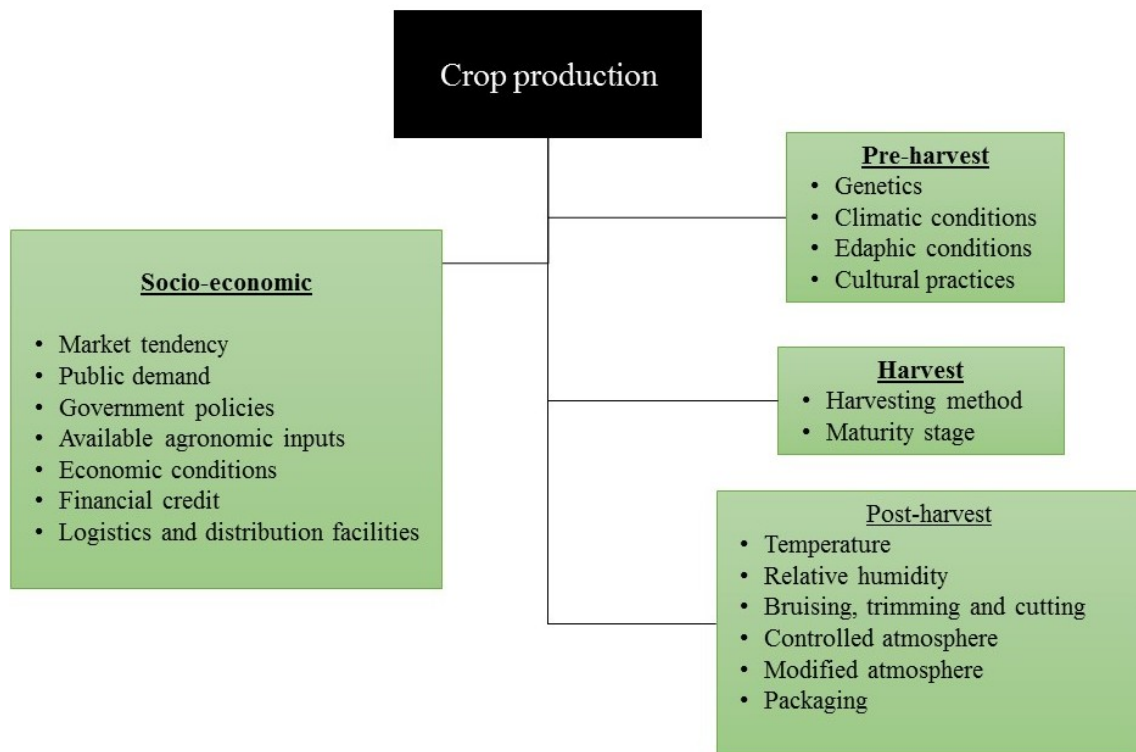 Crop production
Pre-harvest
• Genetics
• Climatic conditions
• Edaphic conditions
• Cultural practices
Socio-economic
• Market tendency
• Public demand
• Government policies
• Available agronomic inputs
• Economic conditions
• Financial credit
• Logistics and distribution facilities
Harvest
• Harvesting method
• Maturity stage
Post-harvest
• Temperature
• Relative humidity
• Bruising, trimming and cutting
• Controlled atmosphere
• Modified atmosphere
• Packaging